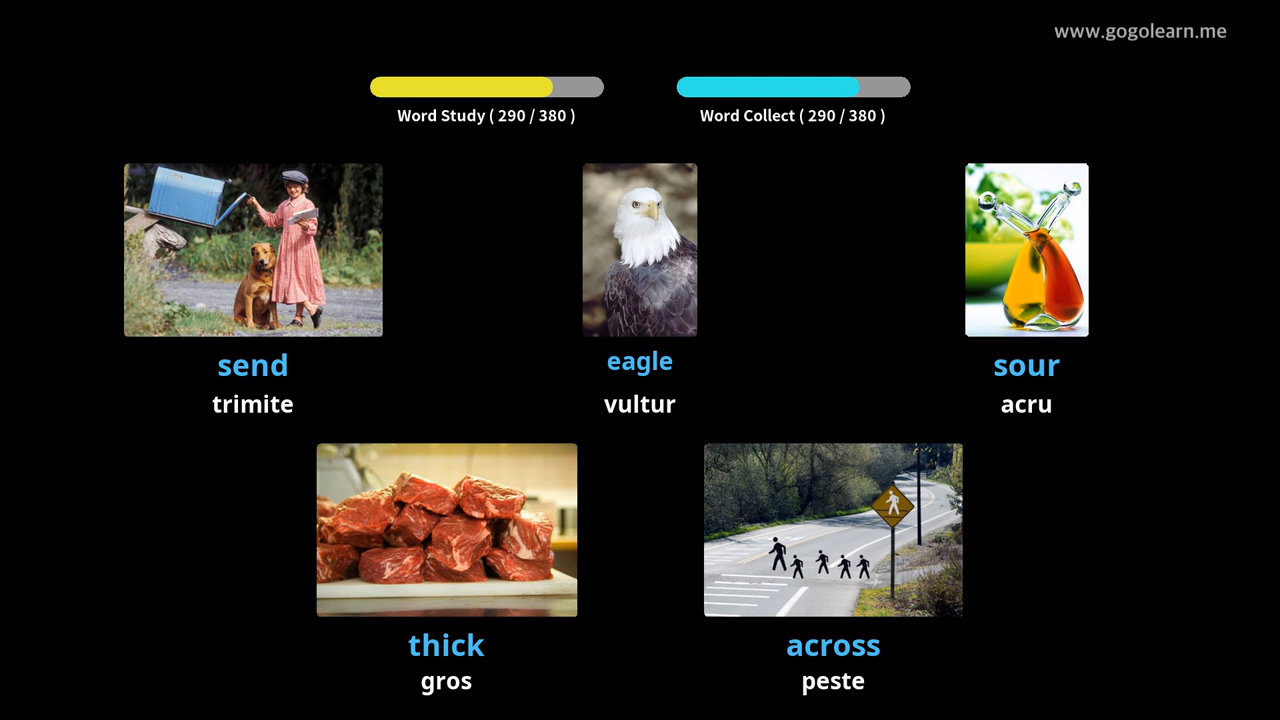 www.gogolearn.me
Word Study ( 290 / 380 )
Word Collect ( 290 / 380 )
send
trimite
eagle
vultur
sour
acru
thick
gros
across
peste